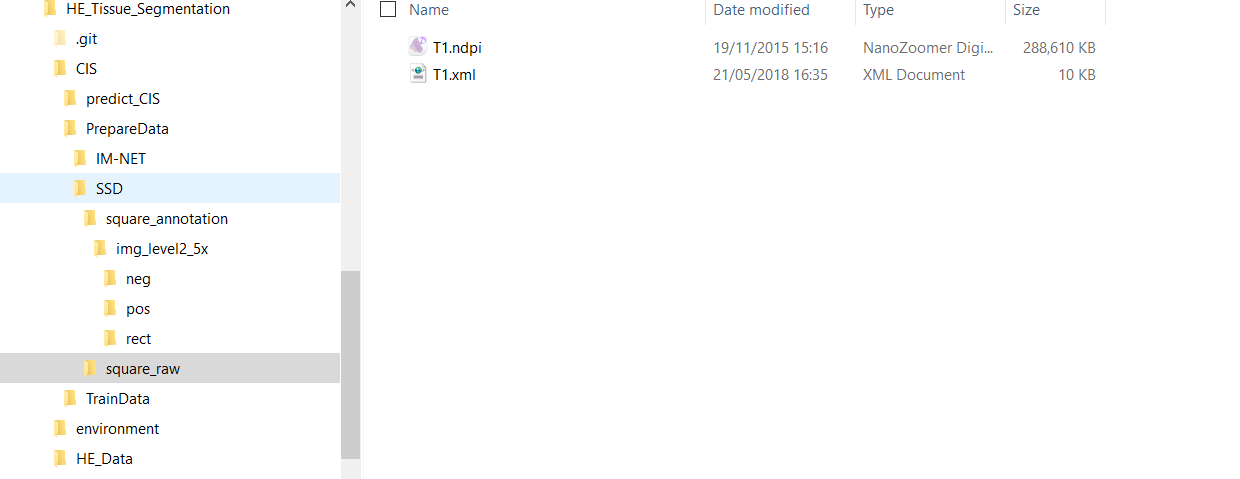 HE_Tissue_Segmentation
.git
CIS
predict_CIS
PrepareData
IM-NET
SSD
square_annotation
img_level2_5x
neg
pos
rect
square_raw
TrainData
environment
HE_Data
Name Date modified Type Size
T1.ndpi 19/11/2015 15:16 NanoZoomer Digi... 288,610 KB
T1.xml 21/05/2018 16:35 XML Document 10 KB